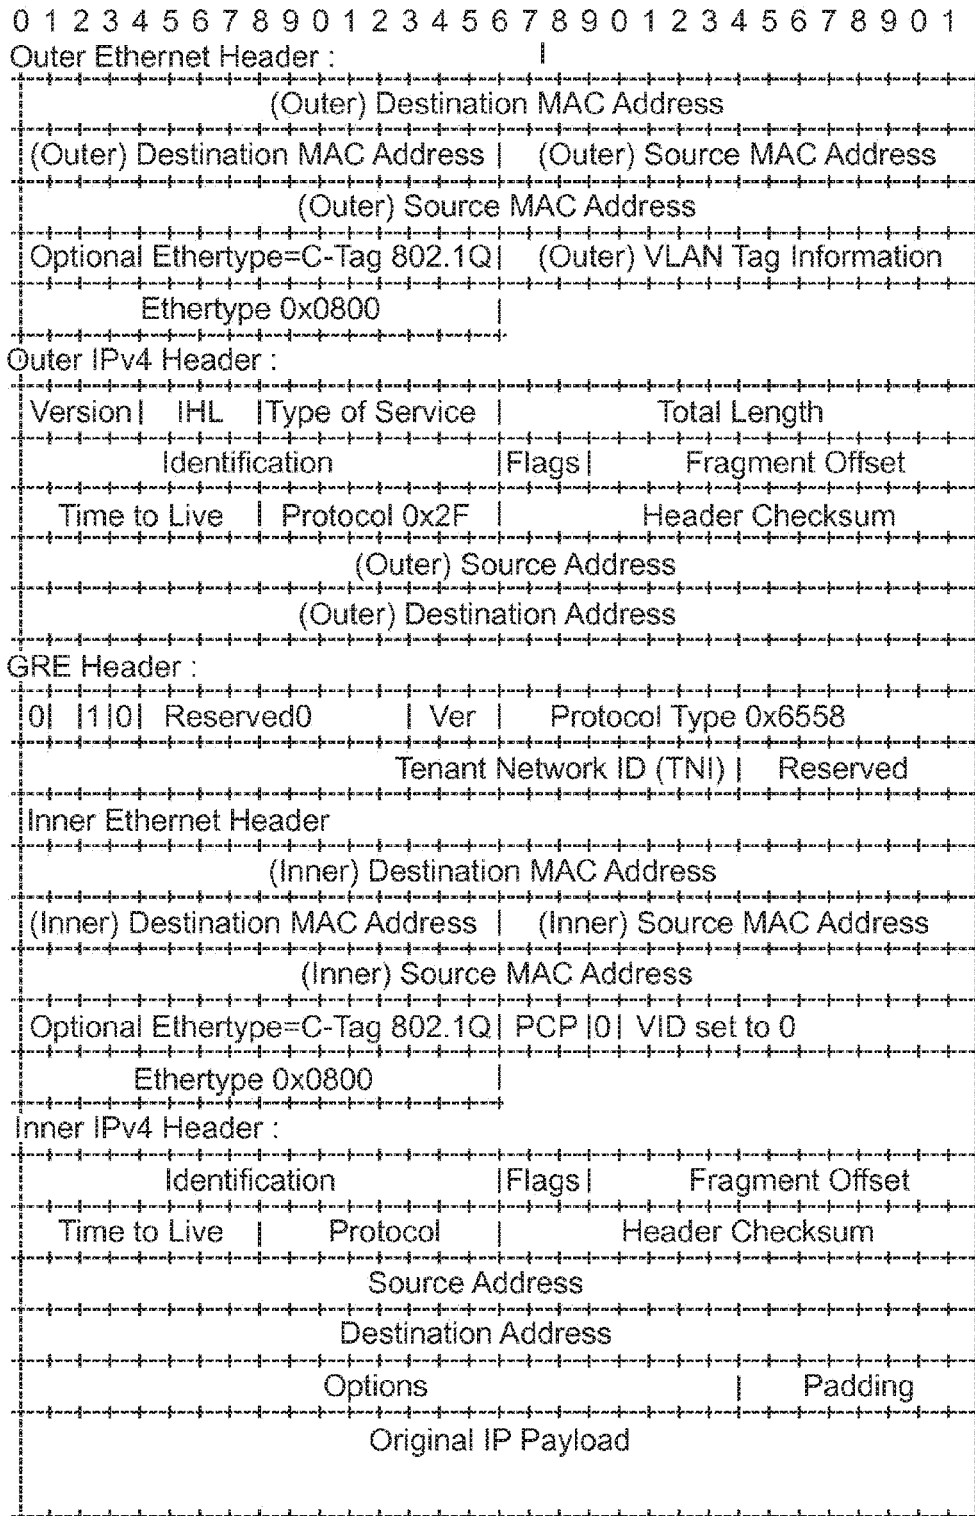 0 1 2 3 4 5 6 7 8 9 0 1 2 3 4 5 6 7 8 9 0 1 2 3 4 5 6 7 8 9 0 1
Outer Ethernet Header : |
(Outer) Destination MAC Address
(Outer) Destination MAC Address | (Outer) Source MAC Address
(Outer) Source MAC Address
Optional Ethertype=C-Tag 802.1Q| (Outer) VLAN Tag Information
Ethertype 0x0800 |
Outer IPv4 Header :
Version| IHL |Type of Service | Total Length
Identification |Flags| Fragment Offset
Time to Live | Protocol 0x2F | Header Checksum
(Outer) Source Address
(Outer) Destination Address
GRE Header :
|0| |1|0| Reserved0 | Ver | Protocol Type 0x6558
Tenant Network ID (TNI) | Reserved
Inner Ethernet Header
(Inner) Destination MAC Address
(Inner) Destination MAC Address | (Inner) Source MAC Address
(Inner) Source MAC Address
Optional Ethertype=C-Tag 802.1Q| PCP |0| VID set to 0
Ethertype 0x0800 |
Inner IPv4 Header :
Identification |Flags| Fragment Offset
Time to Live | Protocol | Header Checksum
Source Address
Destination Address
Options | Padding
Original IP Payload